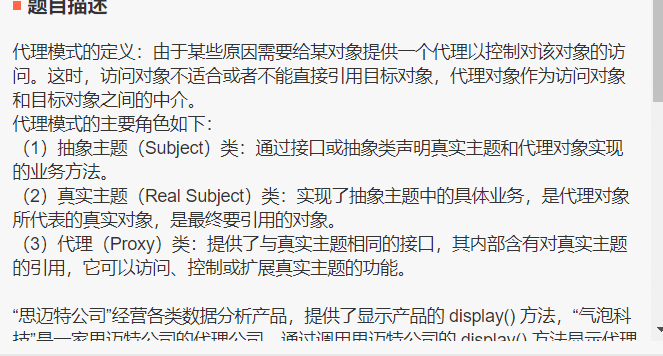 题目描述
代理模式的定义：由于某些原因需要给某对象提供一个代理以控制对该对象的访
问。这时，访问对象不适合或者不能直接引用目标对象，代理对象作为访问对象
和目标对象之间的中介。
代理模式的主要角色如下：
（1）抽象主题（Subject）类：通过接口或抽象类声明真实主题和代理对象实现
的业务方法。
（2）真实主题（Real Subject）类：实现了抽象主题中的具体业务，是代理对象
所代表的真实对象，是最终要引用的对象。
（3）代理（Proxy）类：提供了与真实主题相同的接口，其内部含有对真实主题
的引用，它可以访问、控制或扩展真实主题的功能。
“思迈特公司”经营各类数据分析产品，提供了显示产品的 display() 方法，“气泡科
技”是一家思迈特公司的代理公司，通过调用思迈特公司的 display() 方法显示代理